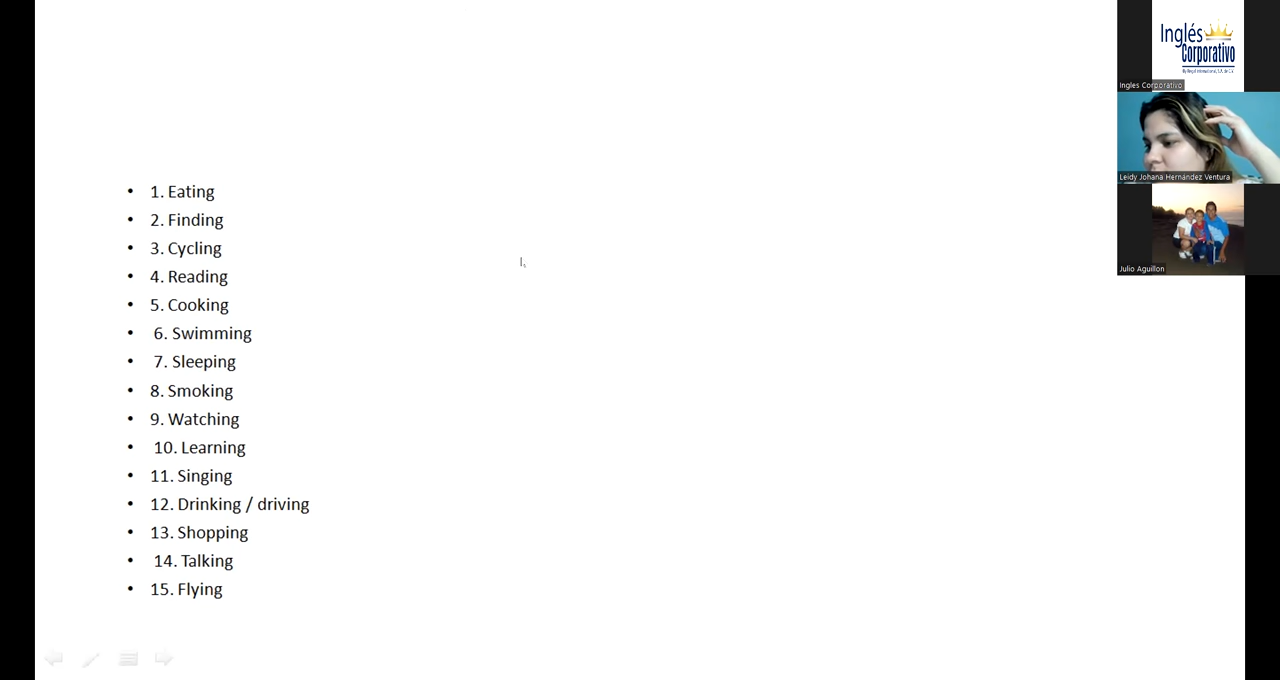 • 1. Eating
• 2. Finding
• 3. Cycling
• 4. Reading
• 5. Cooking
• 6. Swimming
• 7. Sleeping
• 8. Smoking
• 9. Watching
• 10. Learning
• 11. Singing
• 12. Drinking / driving
• 13. Shopping
• 14. Talking
• 15. Flying
Inglés
Corporativo
Ingles Corporativo
Leidy Johana Hernández Ventura
Julio Aguillon